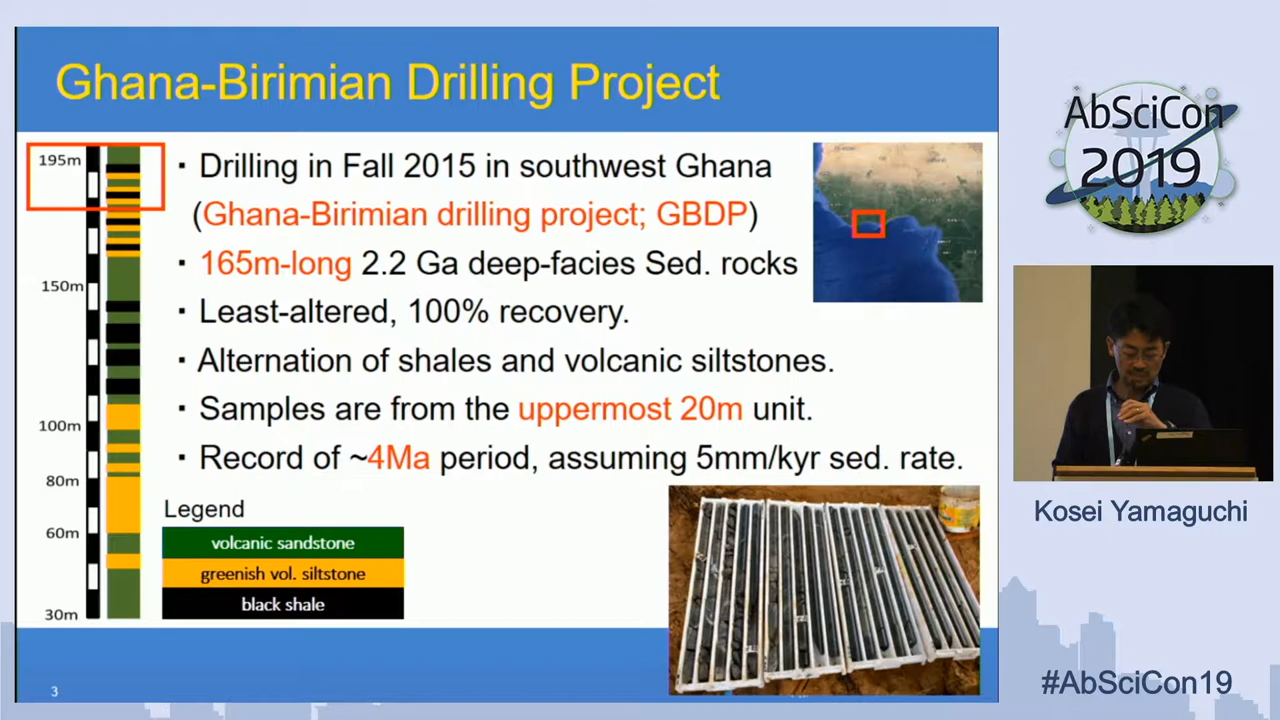 Ghana-Birimian Drilling Project
195m
150m
100m
80m
60m
30m
· Drilling in Fall 2015 in southwest Ghana
(Ghana-Birimian drilling project; GBDP)
· 165m-long 2.2 Ga deep-facies Sed. rocks
· Least-altered, 100% recovery.
· Alternation of shales and volcanic siltstones.
· Samples are from the uppermost 20m unit.
· Record of ~4Ma period, assuming 5mm/kyr sed. rate.
Legend
volcanic sandstone
greenish vol. siltstone
black shale
3
AbSciCon
2019
Kosei Yamaguchi
#AbSciCon19